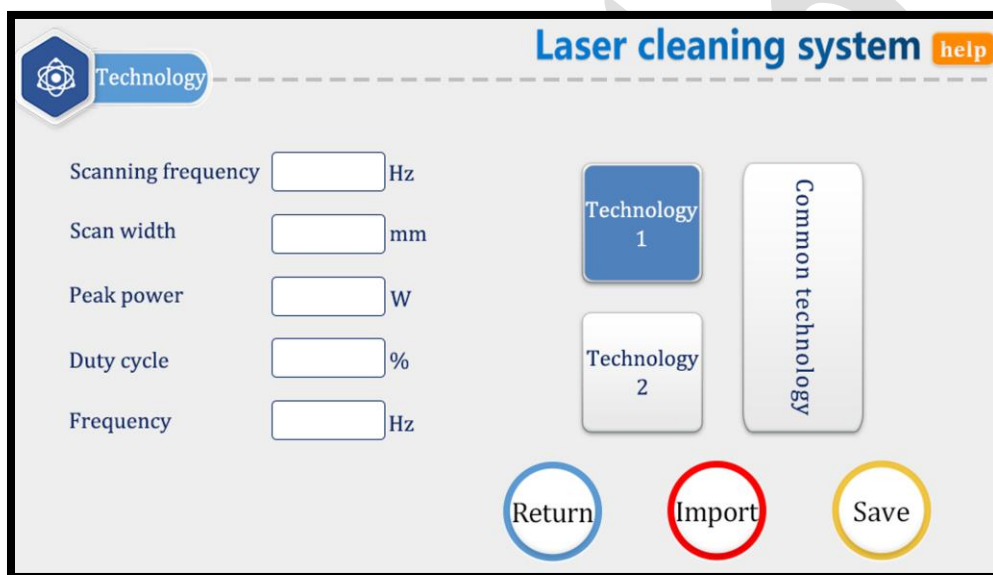 Laser cleaning system help
Technology
Scanning frequency Hz
Scan width mm
Peak power W
Duty cycle %
Frequency Hz
Technology
1
Technology
2
Common technology
Return Import Save